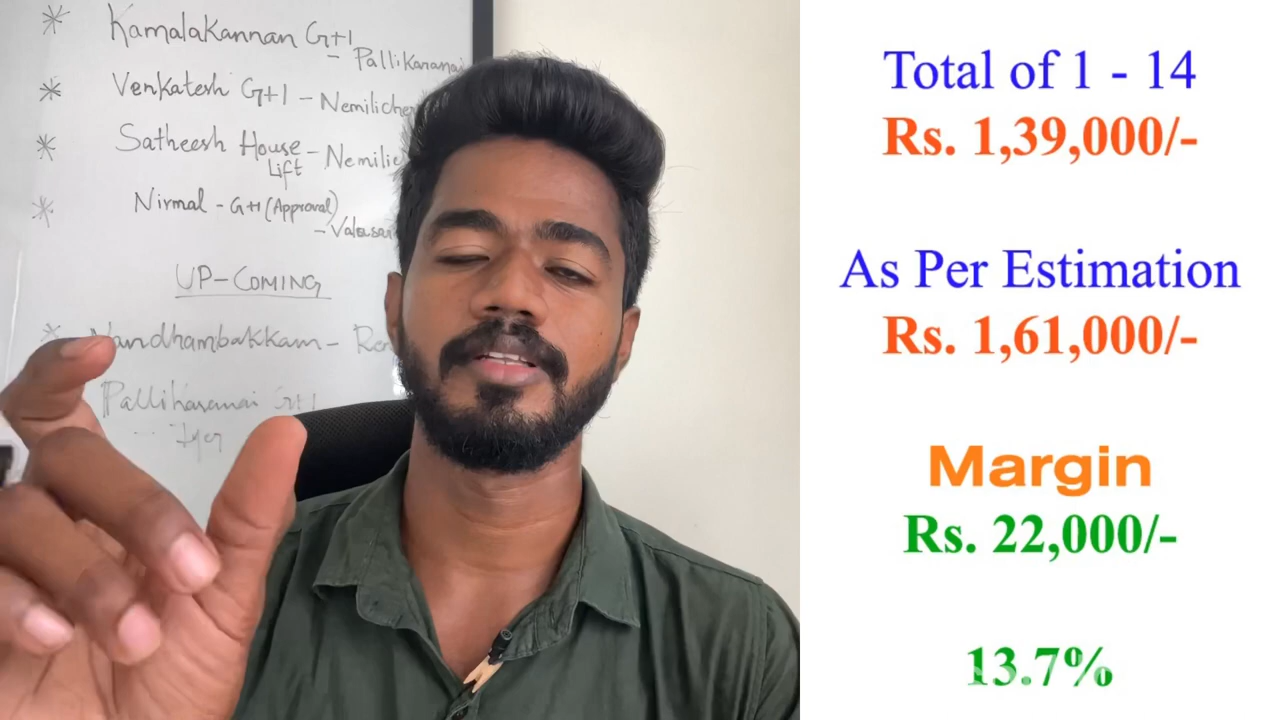 * Kamalakannan G+1
- Pallikaranai
* Venkatesh G+1 - Nemiliche
* Satheesh House - Nemilic
Lift
* Nirmal - G+1 (Approval)
- Valasar
UP-COMING
* Nandhambakkam - Ren
Pallikaranai G+1
Total of 1 - 14
Rs. 1,39,000/-
As Per Estimation
Rs. 1,61,000/-
Margin
Rs. 22,000/-
13.7%